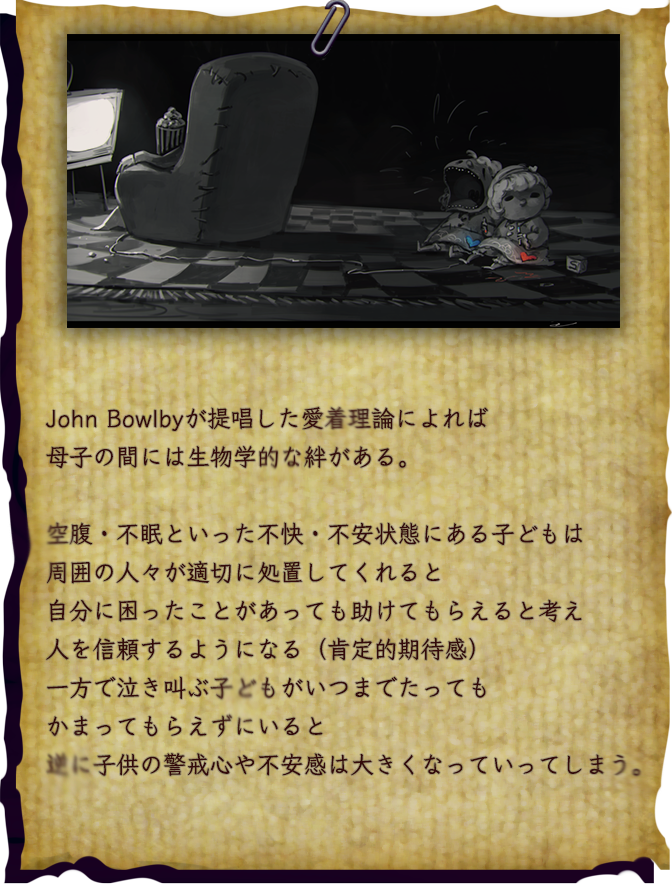 John Bowlbyが提唱した愛着理論によれば
母子の間には生物学的な絆がある。
空腹・不眠といった不快・不安状態にある子どもは
周囲の人々が適切に処置してくれると
自分に困ったことがあっても助けてもらえると考え
人を信頼するようになる（肯定的期待感）
一方で泣き叫ぶ子どもがいつまでたっても
かまってもらえずにいると
逆に子供の警戒心や不安感は大きくなっていってしまう。